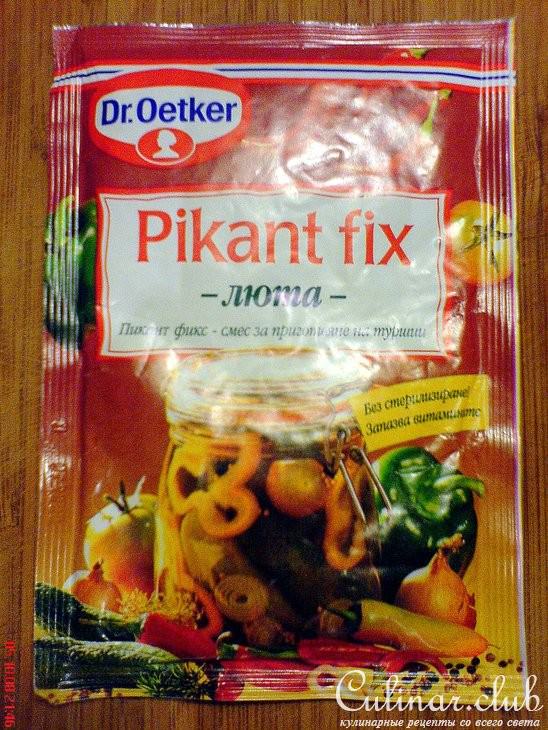 Dr.Oetker
Pikant fix
– люта –
Пикант фикс - смес за приготвяне на туршии
Без стерилизиране!
Запазва витамините
Culinar.club
кулинарные рецепты со всего света